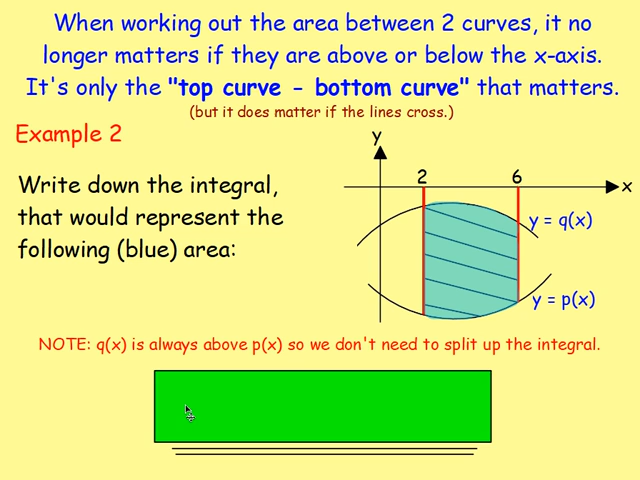 When working out the area between 2 curves, it no
longer matters if they are above or below the x-axis.
It's only the "top curve - bottom curve" that matters.
(but it does matter if the lines cross.)
Example 2
Write down the integral,
that would represent the
following (blue) area:
y
2
6
x
y = q(x)
y = p(x)
NOTE: q(x) is always above p(x) so we don't need to split up the integral.